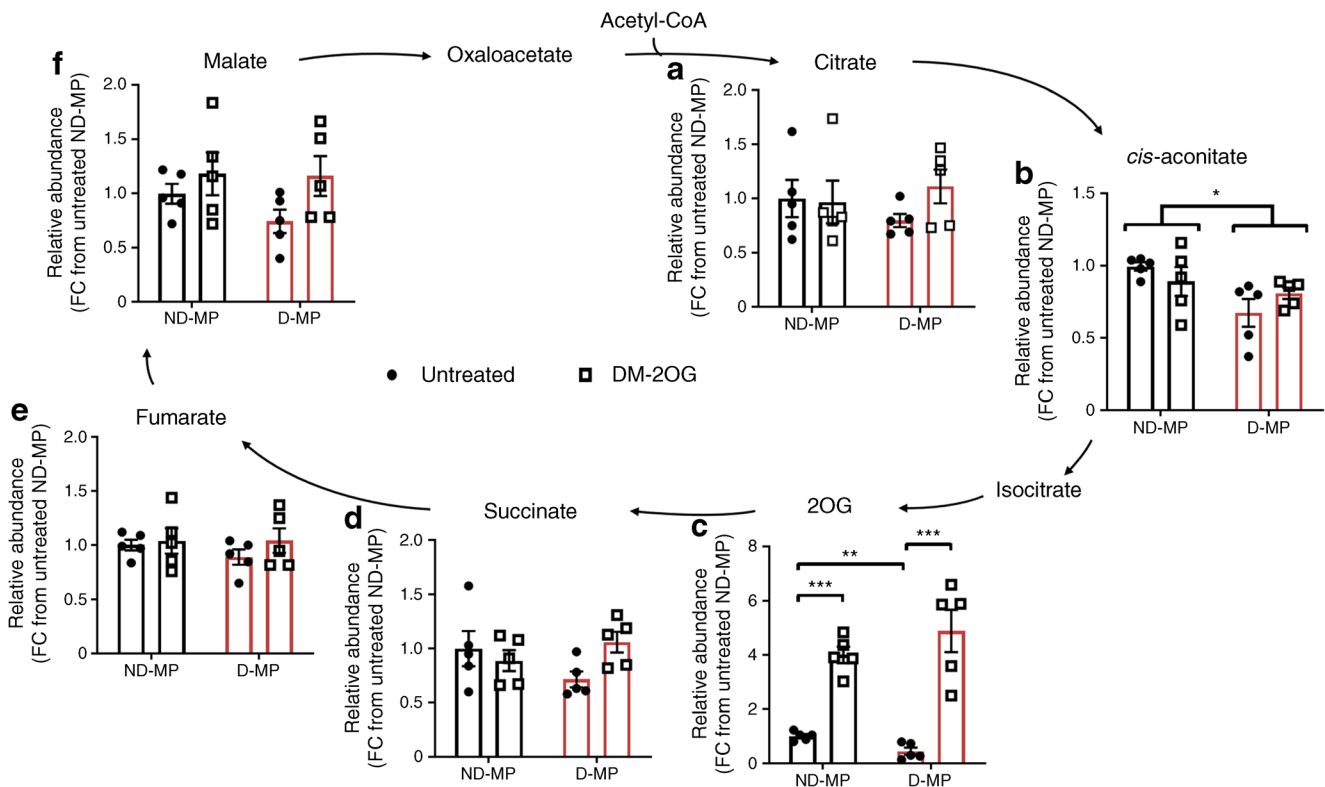 Acetyl-CoA
f
Malate
Oxaloacetate
a
Citrate
Relative abundance
(FC from untreated ND-MP)
2.0
1.5
1.0
0.5
0
ND-MP
D-MP
Relative abundance
(FC from untreated ND-MP)
2.0
1.5
1.0
0.5
0
ND-MP
D-MP
cis-aconitate
b
Relative abundance
(FC from untreated ND-MP)
1.5
1.0
0.5
0
*
ND-MP
D-MP
Untreated
DM-2OG
e
Fumarate
Relative abundance
(FC from untreated ND-MP)
2.0
1.5
1.0
0.5
0
ND-MP
D-MP
d
Succinate
Relative abundance
(FC from untreated ND-MP)
2.0
1.5
1.0
0.5
0
ND-MP
D-MP
Isocitrate
2OG
c
Relative abundance
(FC from untreated ND-MP)
8
6
4
2
0
***
**
***
ND-MP
D-MP